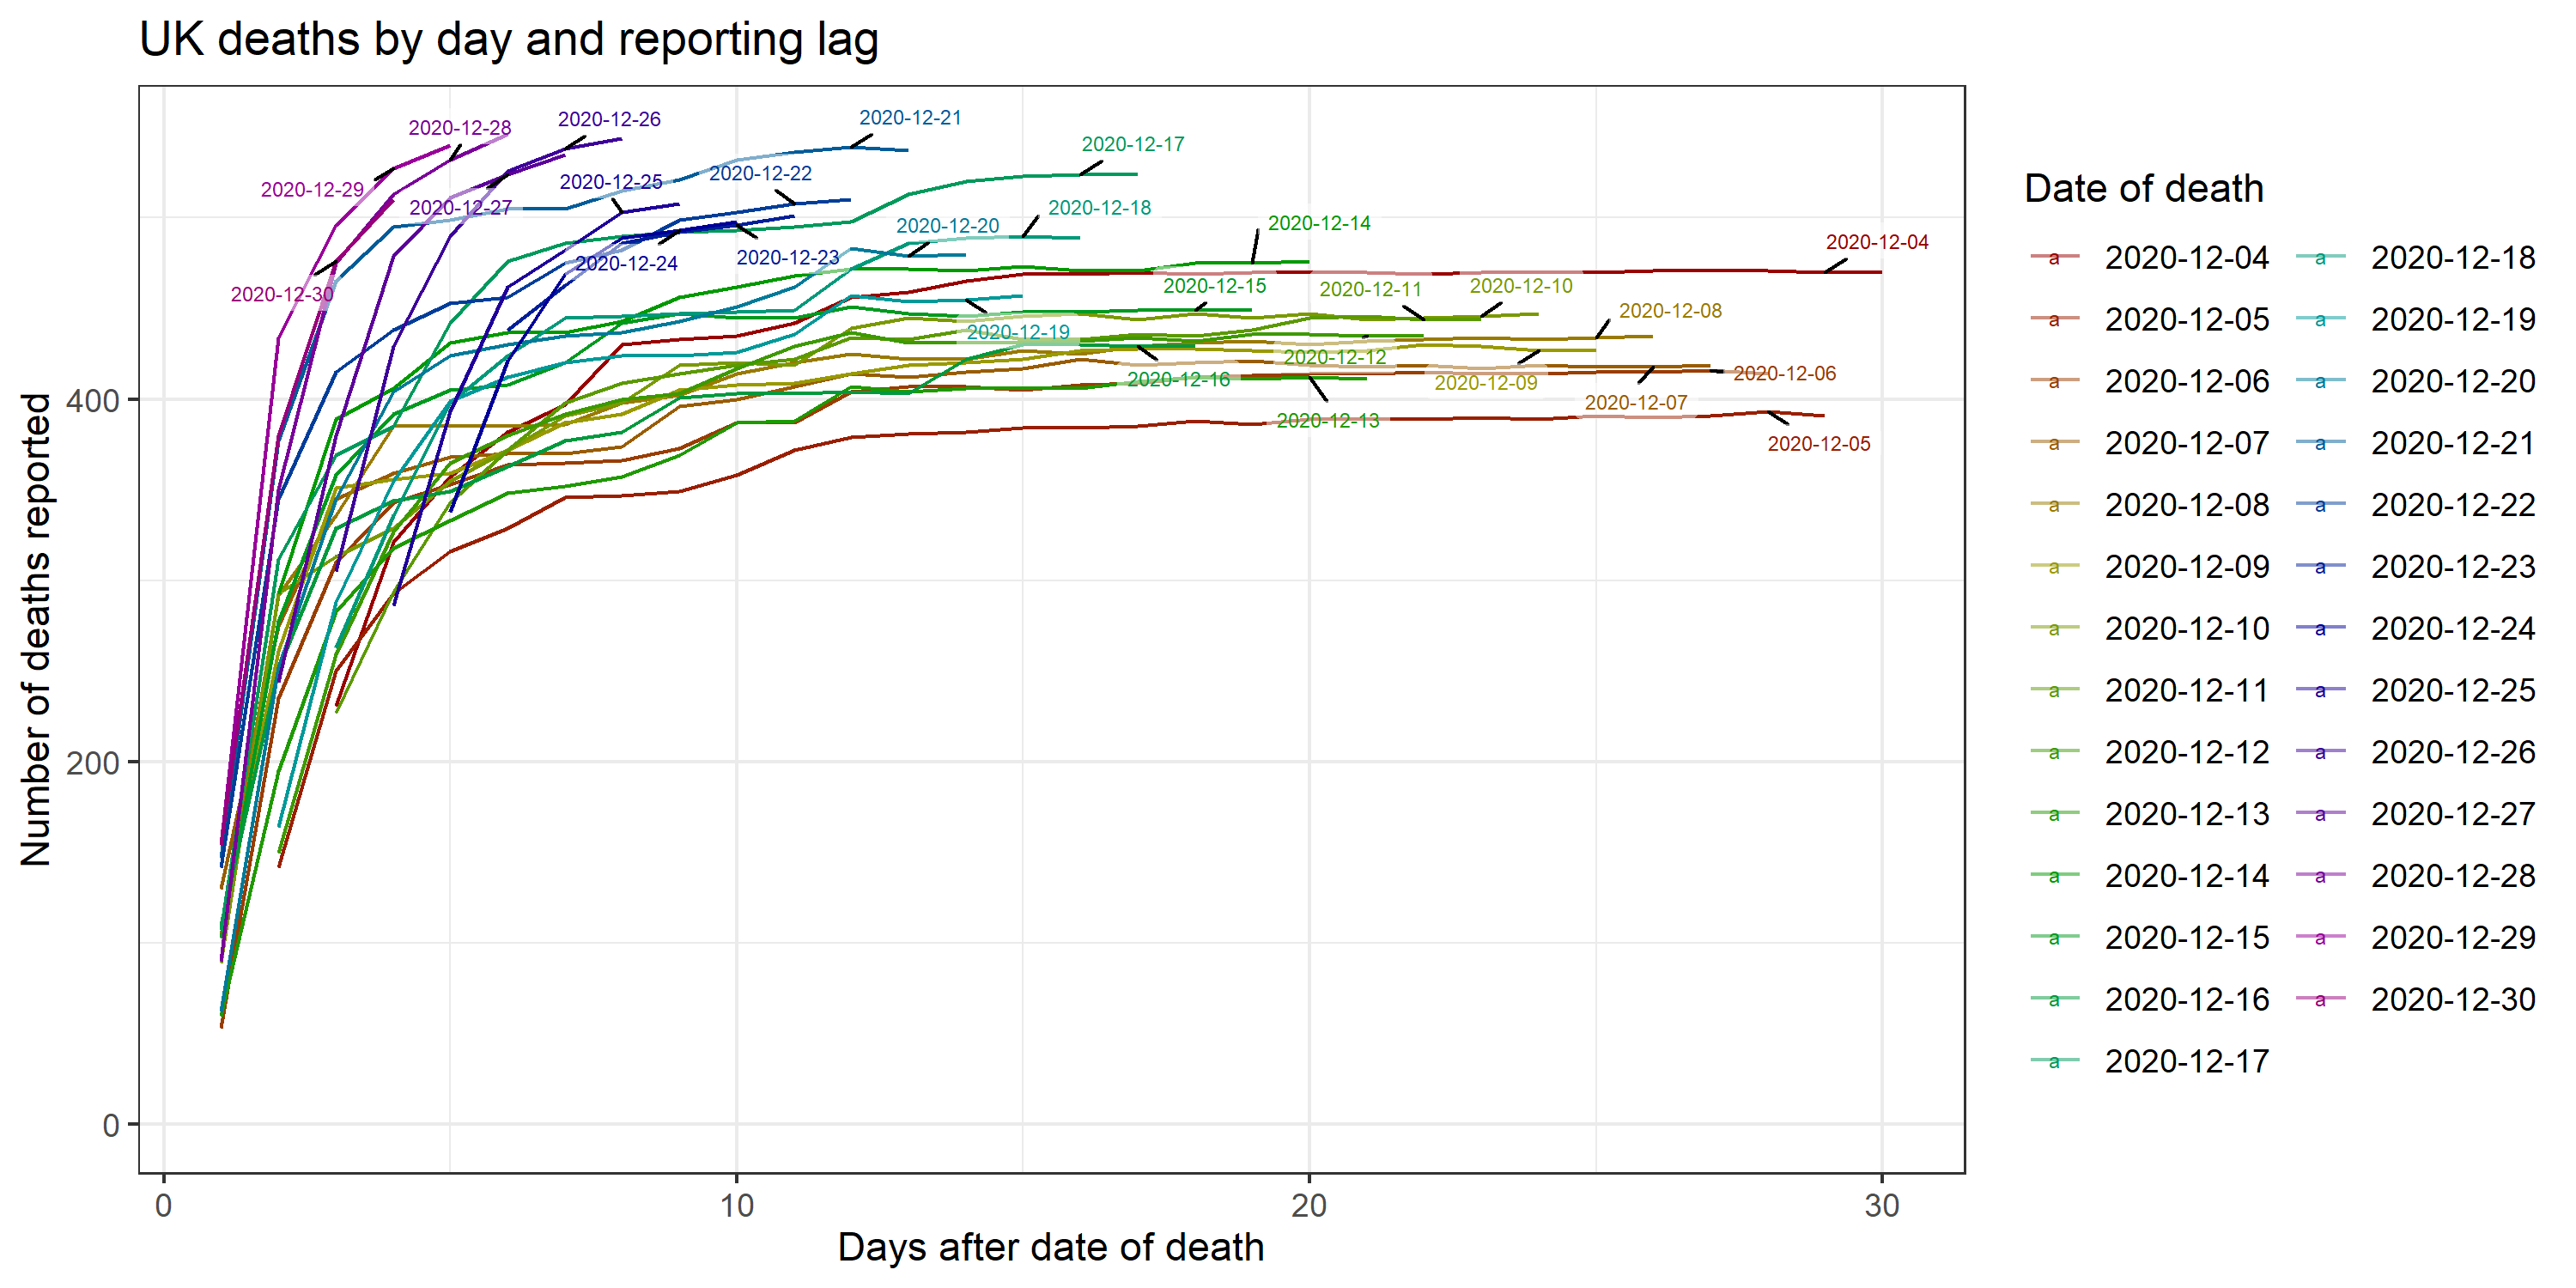 UK deaths by day and reporting lag
2020-12-28
2020-12-26
2020-12-21
2020-12-17
2020-12-29
2020-12-25
2020-12-22
2020-12-27
2020-12-18
2020-12-20
2020-12-14
2020-12-04
2020-12-24
2020-12-23
2020-12-30
2020-12-15
2020-12-11
2020-12-10
2020-12-08
2020-12-19
2020-12-12
2020-12-16
2020-12-09
2020-12-06
2020-12-07
2020-12-13
2020-12-05
Number of deaths reported
400
200
0
0
10
20
30
Days after date of death
Date of death
a 2020-12-04
a 2020-12-05
a 2020-12-06
a 2020-12-07
a 2020-12-08
a 2020-12-09
a 2020-12-10
a 2020-12-11
a 2020-12-12
a 2020-12-13
a 2020-12-14
a 2020-12-15
a 2020-12-16
a 2020-12-17
a 2020-12-18
a 2020-12-19
a 2020-12-20
a 2020-12-21
a 2020-12-22
a 2020-12-23
a 2020-12-24
a 2020-12-25
a 2020-12-26
a 2020-12-27
a 2020-12-28
a 2020-12-29
a 2020-12-30